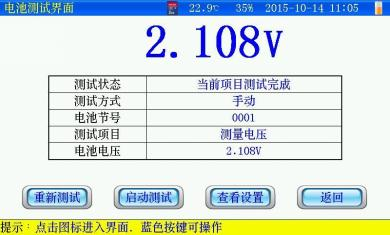 电池测试界面 22.9℃ 35% 2015-10-14 11:05
2.108V
测试状态 当前项目测试完成
测试方式 手动
电池节号 0001
测试项目 测量电压
电池电压 2.108V
重新测试 启动测试 查看设置 返回
提示：点击图标进入界面．蓝色按键可操作